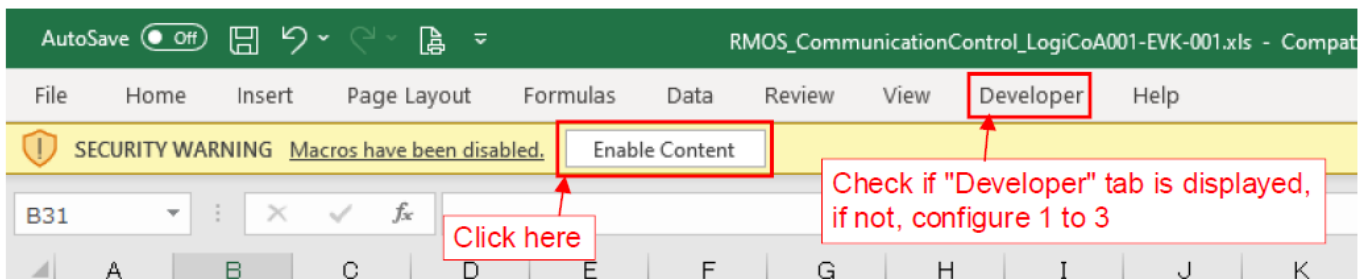 AutoSave Off RMOS_CommunicationControl_LogiCoA001-EVK-001.xls - Compat
File Home Insert Page Layout Formulas Data Review View Developer Help
SECURITY WARNING Macros have been disabled. Enable Content
Check if "Developer" tab is displayed,
if not, configure 1 to 3
B31 fx
Click here
A B C D E F G H I J K